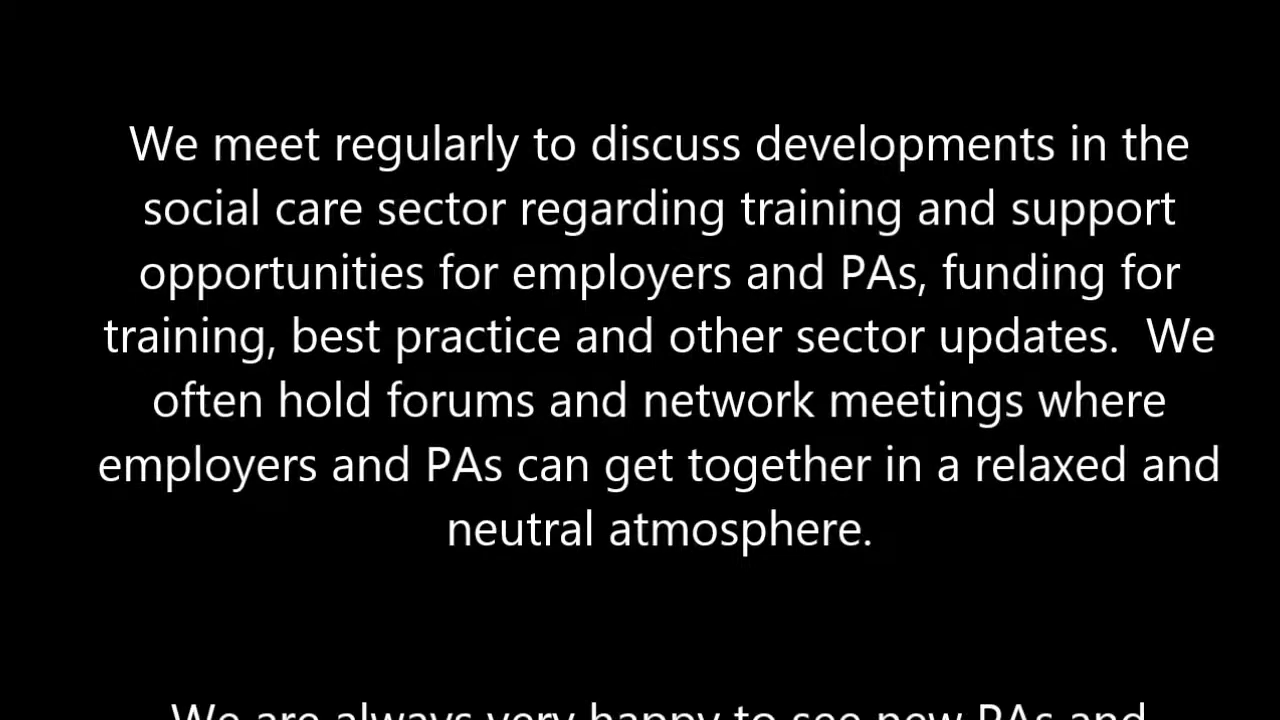 We meet regularly to discuss developments in the
social care sector regarding training and support
opportunities for employers and PAs, funding for
training, best practice and other sector updates.  We
often hold forums and network meetings where
employers and PAs can get together in a relaxed and
neutral atmosphere.
We are always very happy to see new PAs and